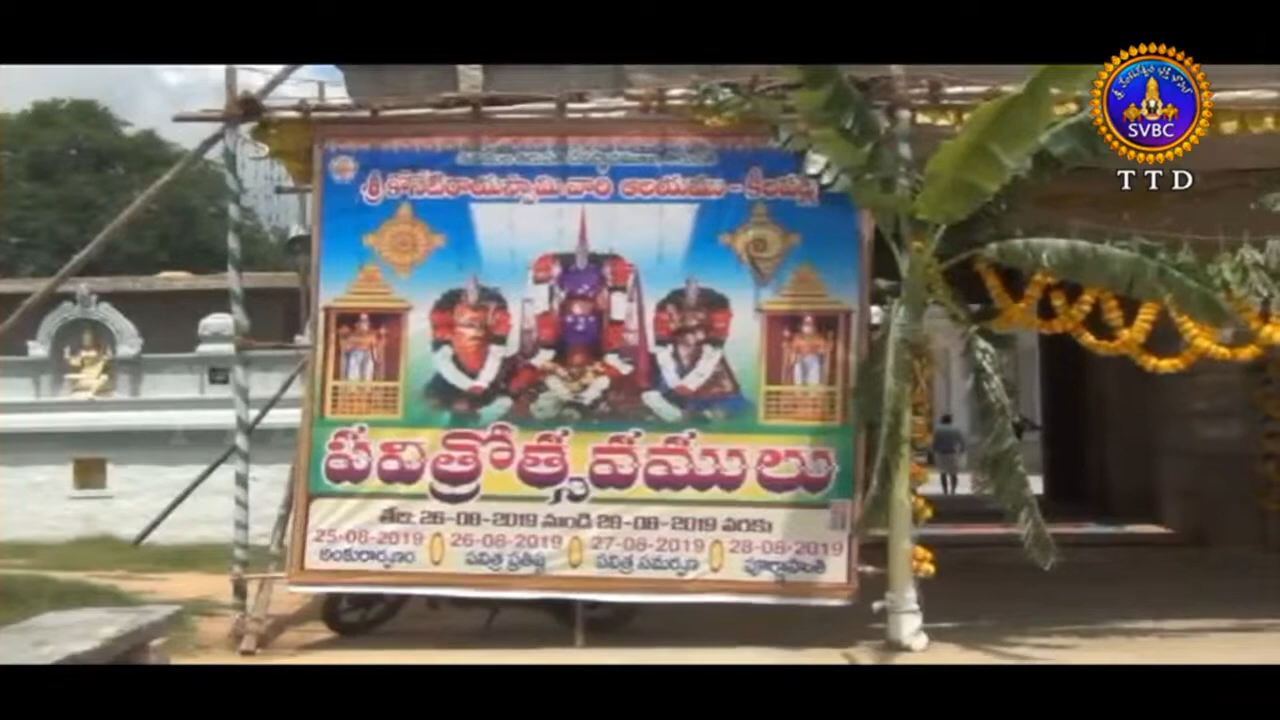 శ్రీ కోనేటిరాయస్వామివారి ఆలయము - కీలపట్ల
పవిత్రోత్సవములు
తేది: 26-08-2019 నుండి 28-08-2019 వరకు
25-08-2019 26-08-2019 27-08-2019 28-08-2019
అంకురార్పణం పవిత్ర ప్రతిష్ఠ పవిత్ర సమర్పణ పూర్ణాహుతి
SVBC
TTD